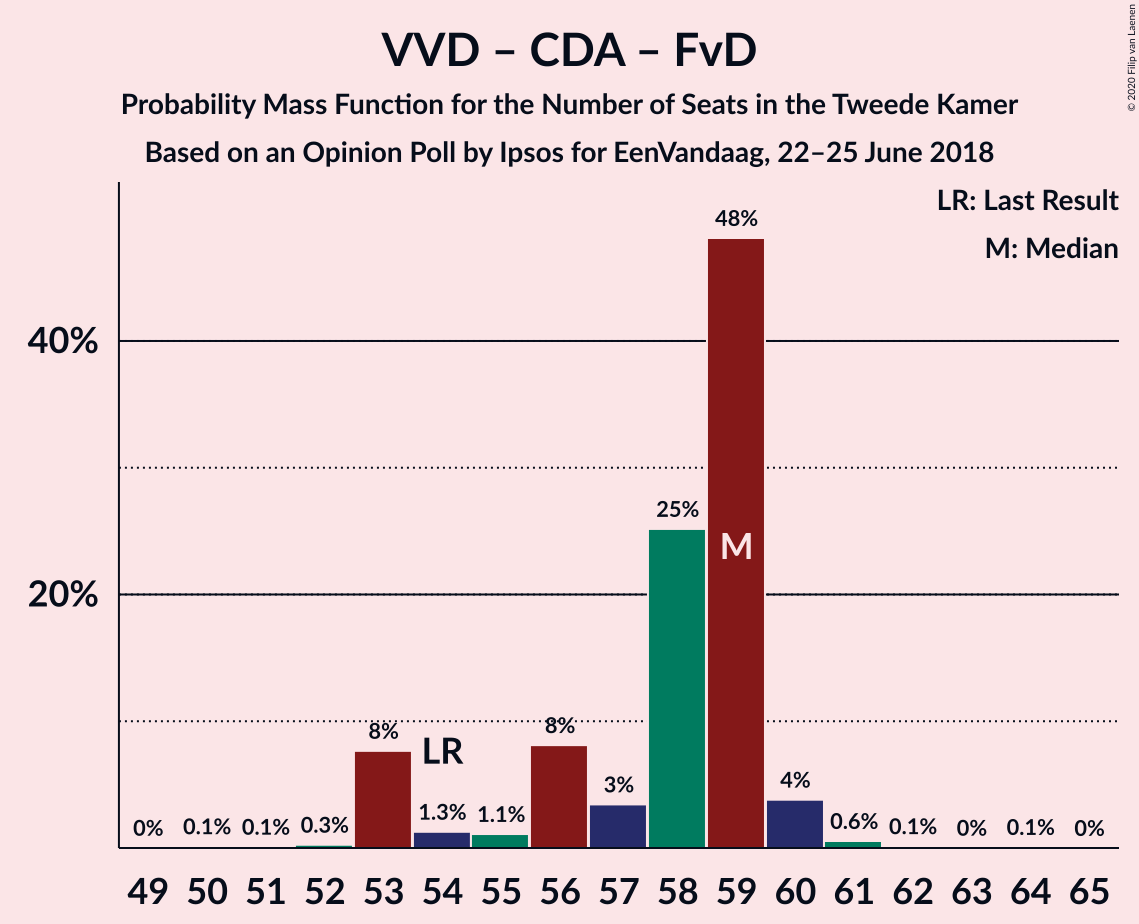 VVD – CDA – FvD
Probability Mass Function for the Number of Seats in the Tweede Kamer
Based on an Opinion Poll by Ipsos for EenVandaag, 22–25 June 2018
© 2020 Filip van Laenen
LR: Last Result
M: Median
48%
40%
25%
M
20%
8% LR 8% 3% 4%
0% 0.1% 0.1% 0.3% 1.3% 1.1% 0.6% 0.1% 0% 0.1% 0%
49 50 51 52 53 54 55 56 57 58 59 60 61 62 63 64 65